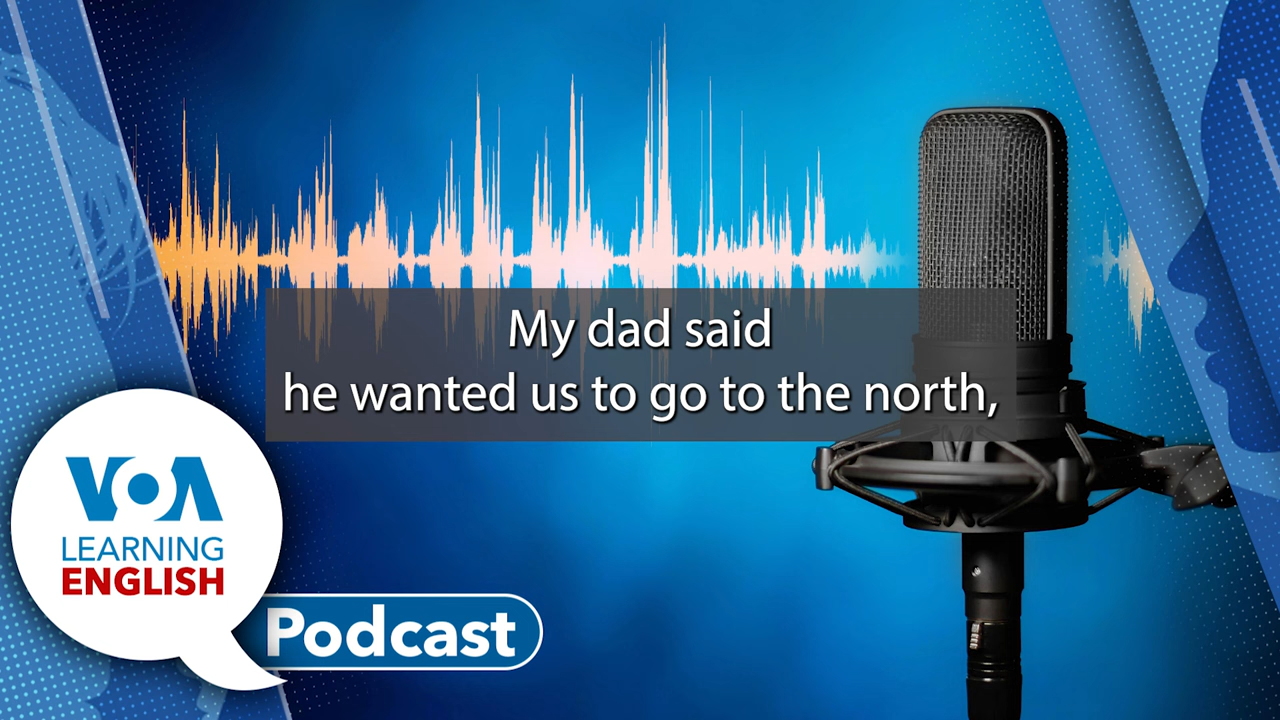 My dad said
he wanted us to go to the north,
VOA
LEARNING
ENGLISH
Podcast